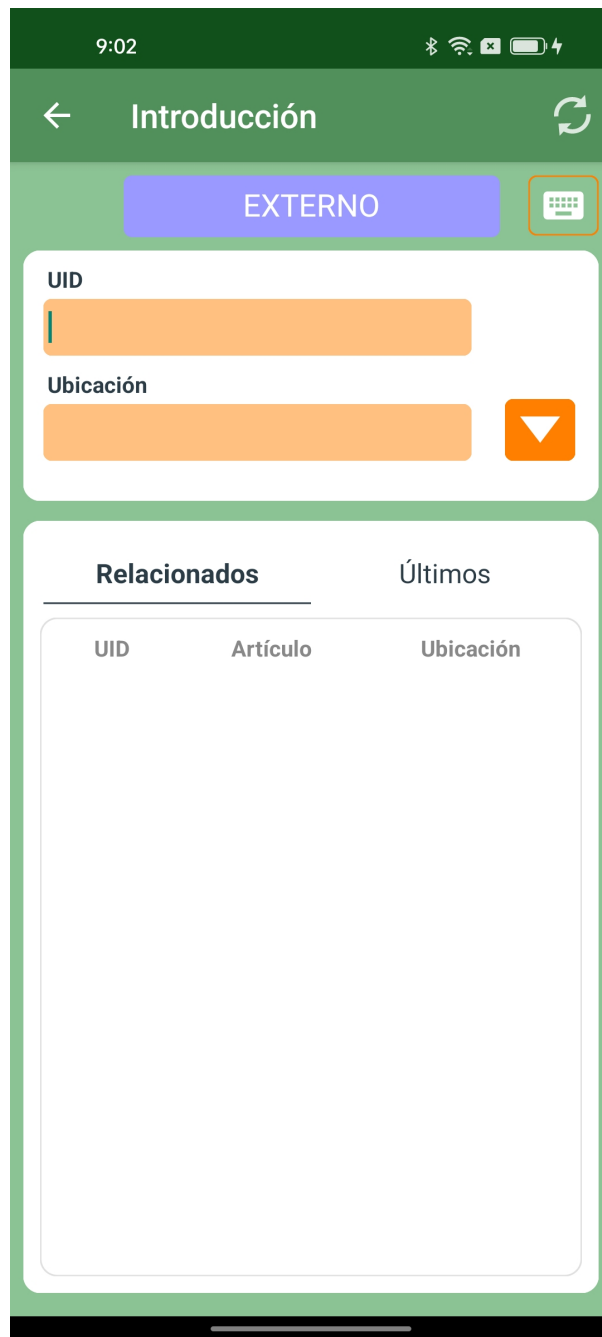 9:02
Introducción
EXTERNO
UID
Ubicación
Relacionados Últimos
UID Artículo Ubicación